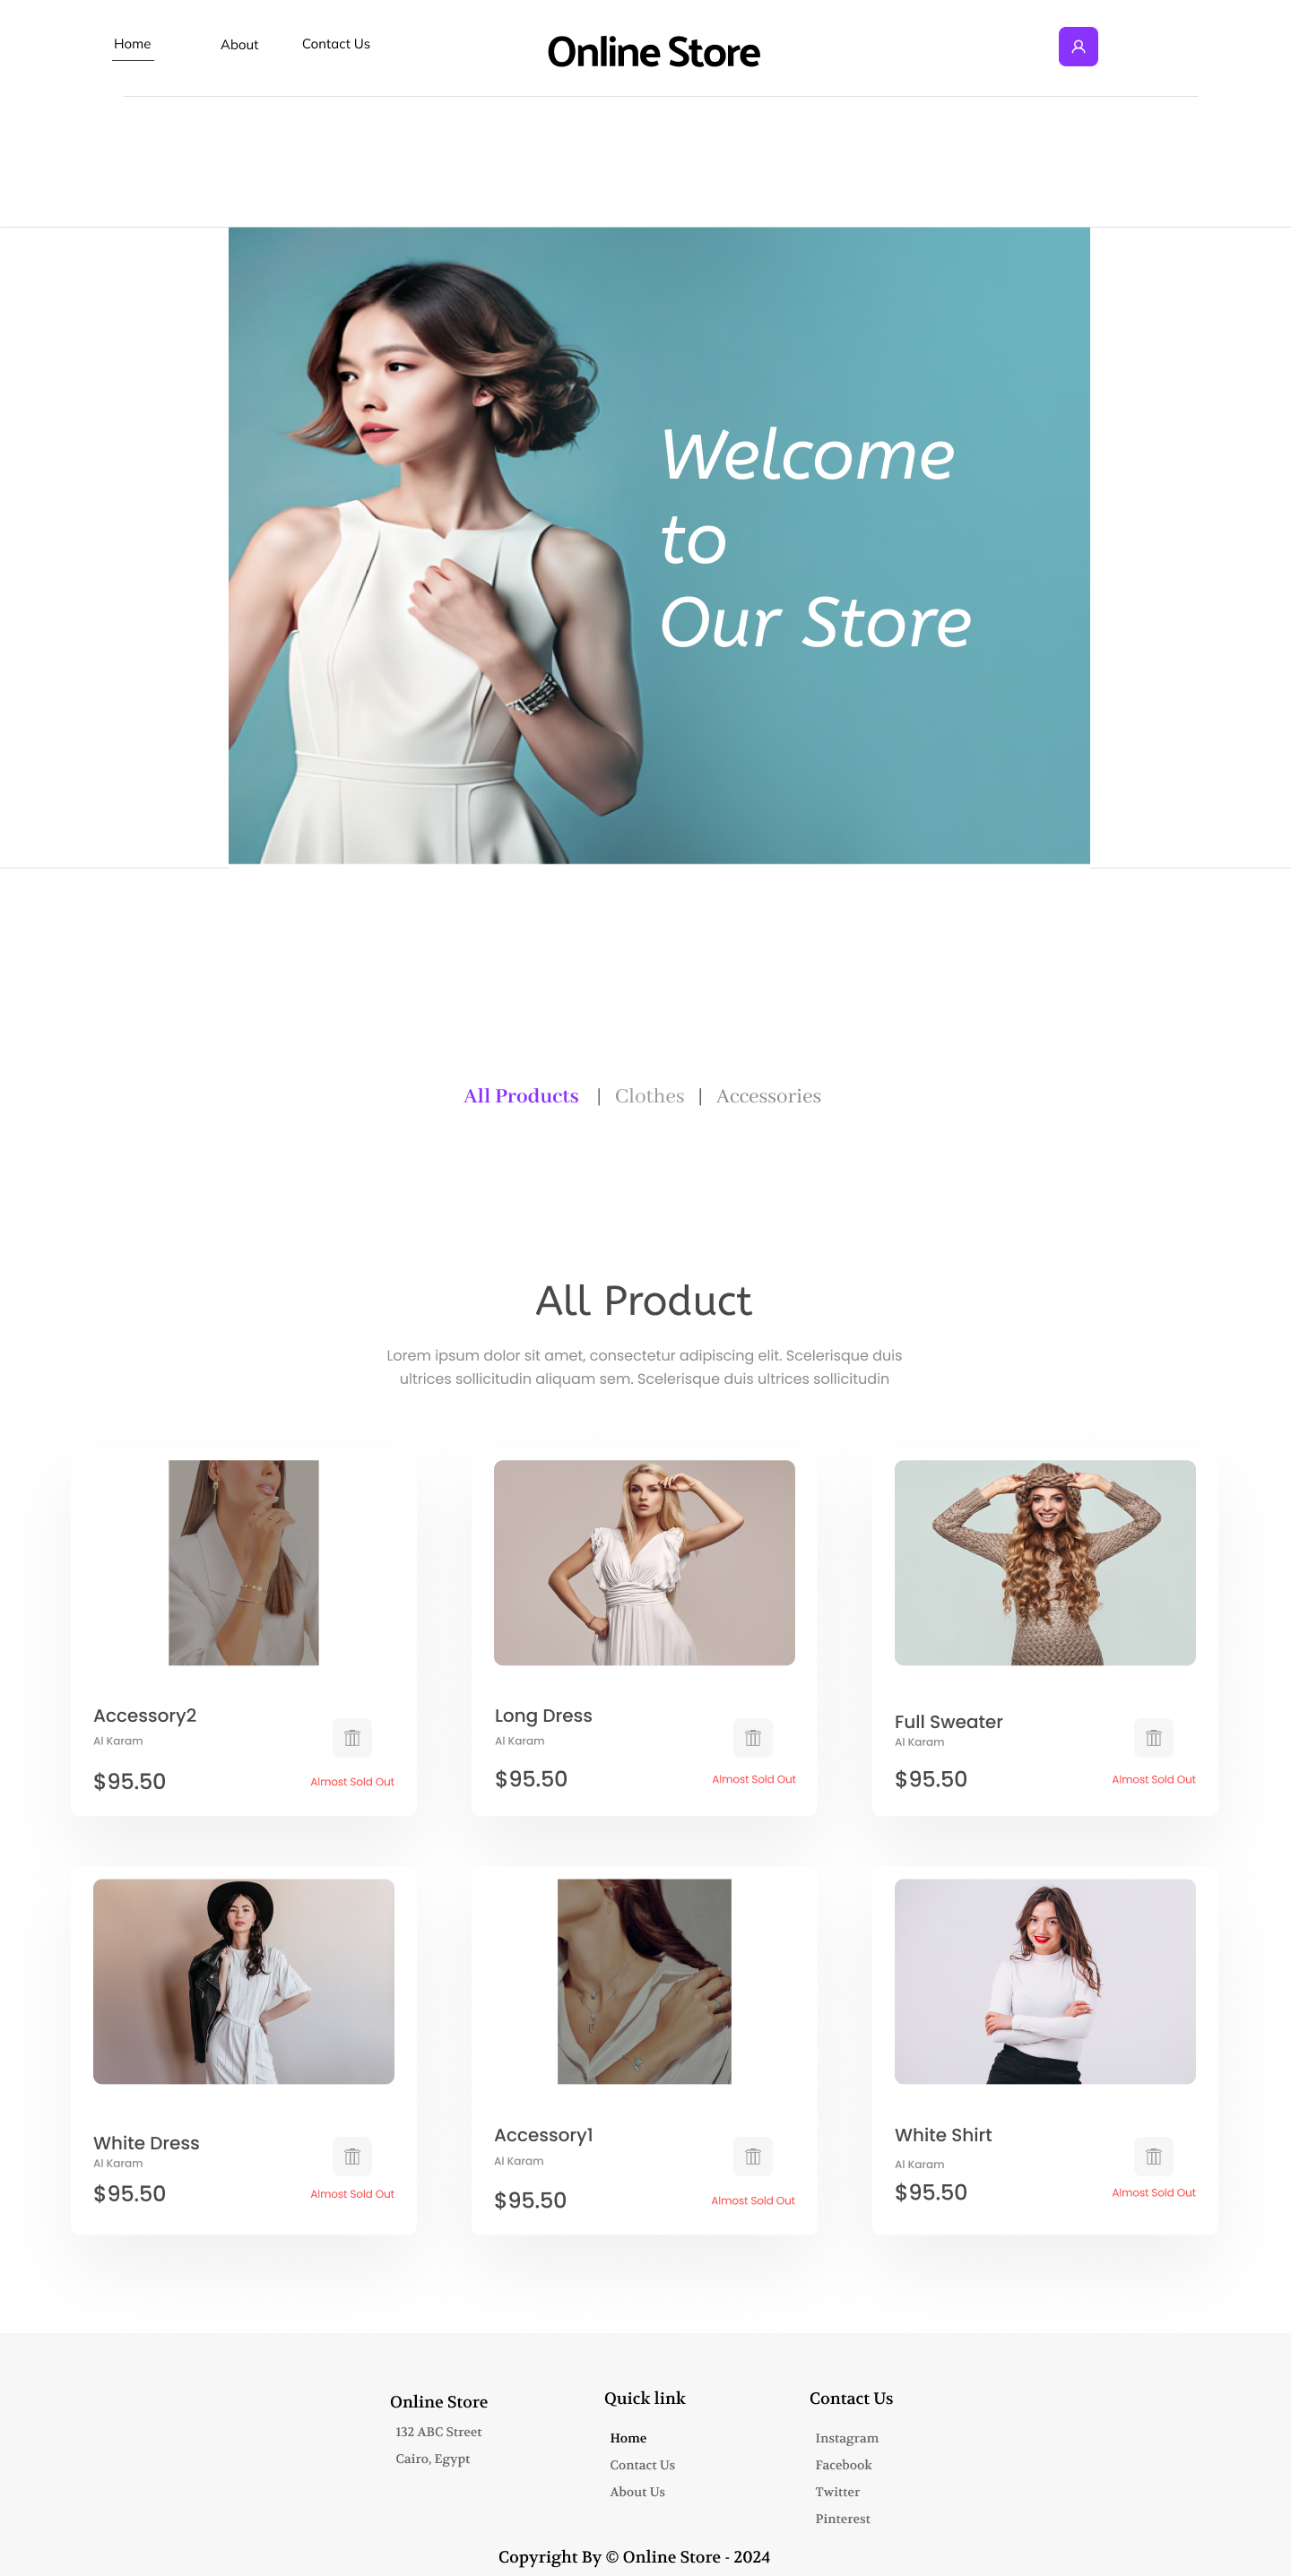 Home
About
Contact Us
Online Store
Welcome
to
Our Store
All Products | Clothes | Accessories
All Product
Lorem ipsum dolor sit amet, consectetur adipiscing elit. Scelerisque duis
ultrices sollicitudin aliquam sem. Scelerisque duis ultrices sollicitudin
Accessory2
Al Karam
$95.50
Almost Sold Out
Long Dress
Al Karam
$95.50
Almost Sold Out
Full Sweater
Al Karam
$95.50
Almost Sold Out
White Dress
Al Karam
$95.50
Almost Sold Out
Accessory1
Al Karam
$95.50
Almost Sold Out
White Shirt
Al Karam
$95.50
Almost Sold Out
Online Store
132 ABC Street
Cairo, Egypt
Quick link
Home
Contact Us
About Us
Contact Us
Instagram
Facebook
Twitter
Pinterest
Copyright By © Online Store - 2024